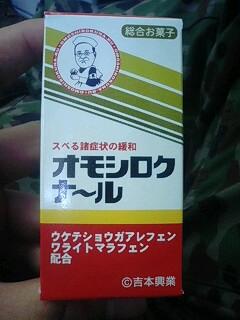 総合お菓子
スベる諸症状の緩和
オモシロク
ナ〜ル
ウケテショウガアレフェン
ワライトマラフェン
配合
©吉本興業